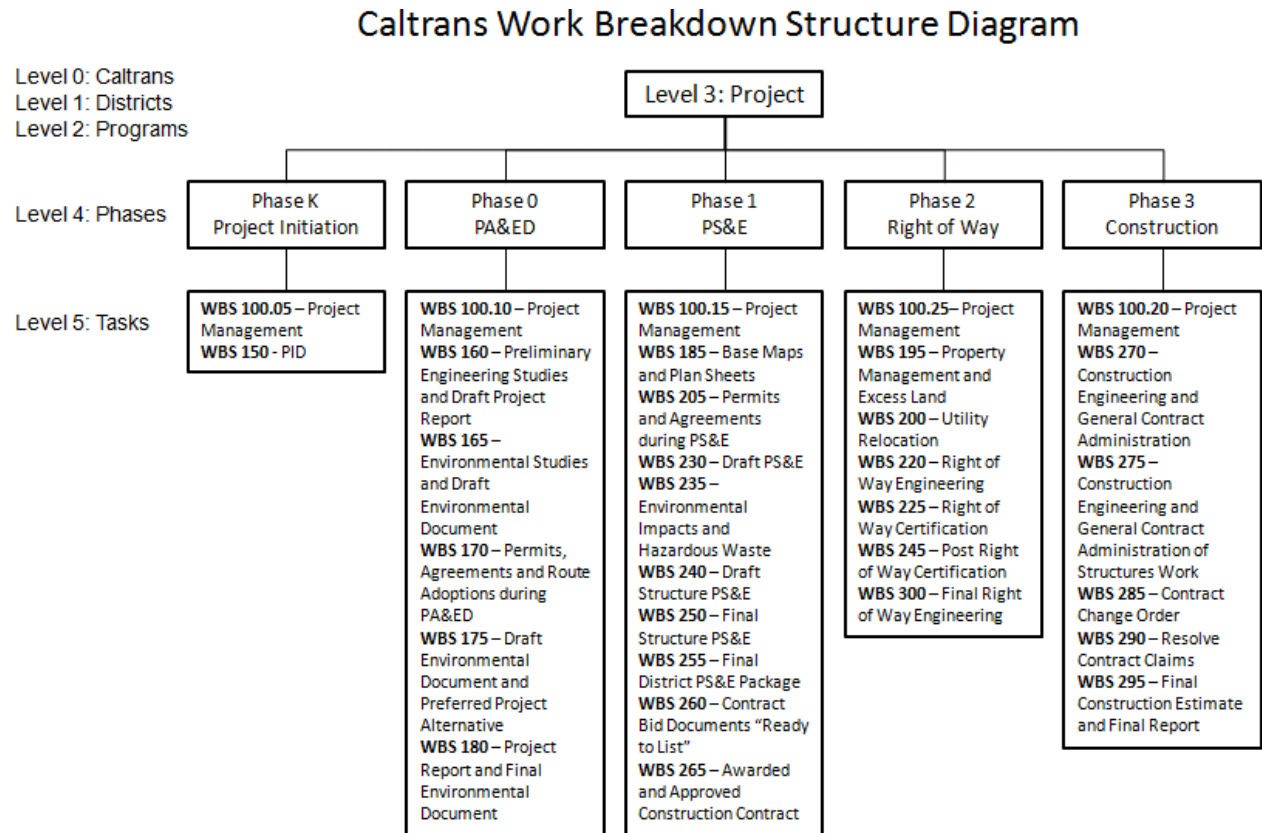 Caltrans Work Breakdown Structure Diagram
Level 0: Caltrans
Level 1: Districts
Level 2: Programs
Level 3: Project
Level 4: Phases
Phase K
Project Initiation
Phase 0
PA&ED
Phase 1
PS&E
Phase 2
Right of Way
Phase 3
Construction
Level 5: Tasks
WBS 100.05 – Project
Management
WBS 150 - PID
WBS 100.10 – Project
Management
WBS 160 – Preliminary
Engineering Studies
and Draft Project
Report
WBS 165 –
Environmental Studies
and Draft
Environmental
Document
WBS 170 – Permits,
Agreements and Route
Adoptions during
PA&ED
WBS 175 – Draft
Environmental
Document and
Preferred Project
Alternative
WBS 180 – Project
Report and Final
Environmental
Document
WBS 100.15 – Project
Management
WBS 185 – Base Maps
and Plan Sheets
WBS 205 – Permits
and Agreements
during PS&E
WBS 230 – Draft PS&E
WBS 235 –
Environmental
Impacts and
Hazardous Waste
WBS 240 – Draft
Structure PS&E
WBS 250 – Final
Structure PS&E
WBS 255 – Final
District PS&E Package
WBS 260 – Contract
Bid Documents “Ready
to List”
WBS 265 – Awarded
and Approved
Construction Contract
WBS 100.25– Project
Management
WBS 195 – Property
Management and
Excess Land
WBS 200 – Utility
Relocation
WBS 220 – Right of
Way Engineering
WBS 225 – Right of
Way Certification
WBS 245 – Post Right
of Way Certification
WBS 300 – Final Right
of Way Engineering
WBS 100.20 – Project
Management
WBS 270 –
Construction
Engineering and
General Contract
Administration
WBS 275 –
Construction
Engineering and
General Contract
Administration of
Structures Work
WBS 285 – Contract
Change Order
WBS 290 – Resolve
Contract Claims
WBS 295 – Final
Construction Estimate
and Final Report